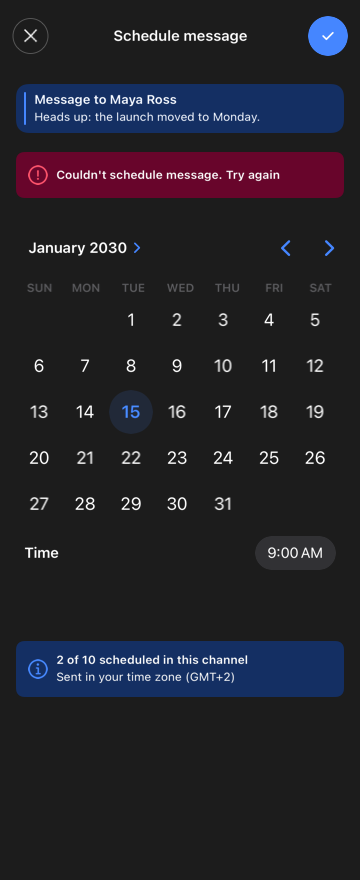 Schedule message
Message to Maya Ross
Heads up: the launch moved to Monday.
Couldn't schedule message. Try again
January 2030
SUN MON TUE WED THU FRI SAT
1 2 3 4 5
6 7 8 9 10 11 12
13 14 15 16 17 18 19
20 21 22 23 24 25 26
27 28 29 30 31
Time 9:00 AM
2 of 10 scheduled in this channel
Sent in your time zone (GMT+2)